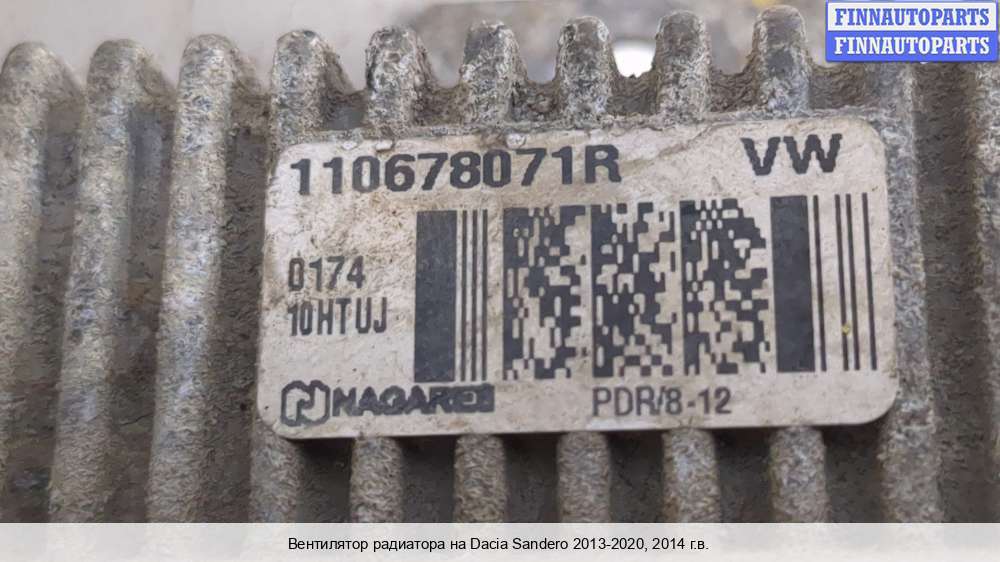 FINNAUTOPARTS
FINNAUTOPARTS
110678071R VW
0174
10HTUJ
NAGARES PDR/8-12
Вентилятор радиатора на Dacia Sandero 2013-2020, 2014 г.в.